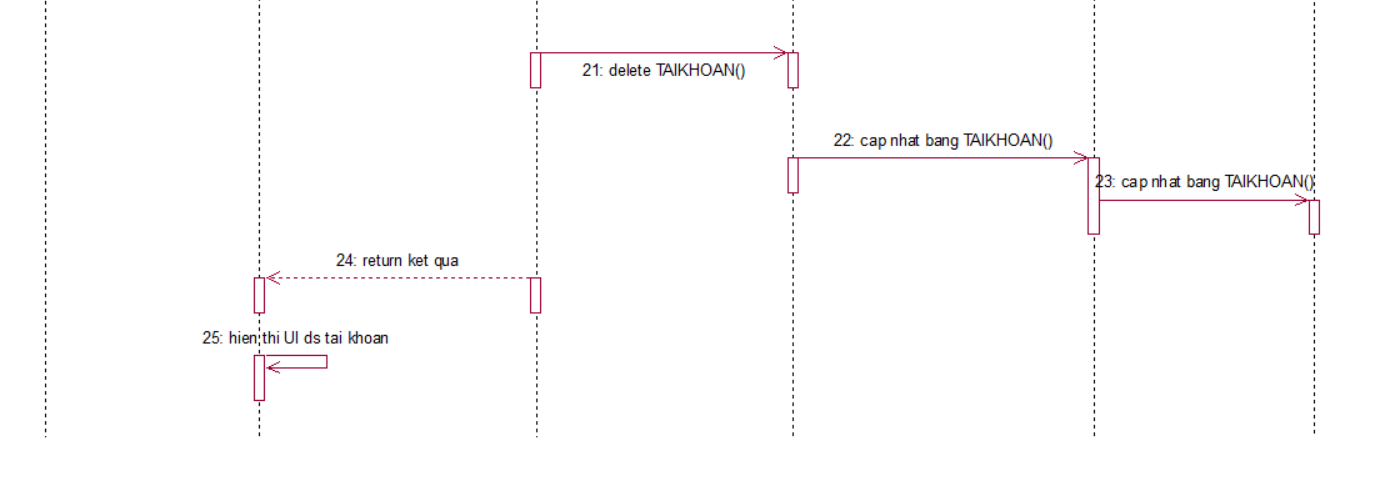 21: delete TAIKHOAN()
22: cap nhat bang TAIKHOAN()
23: cap nhat bang TAIKHOAN()
24: return ket qua
25: hien thi UI ds tai khoan